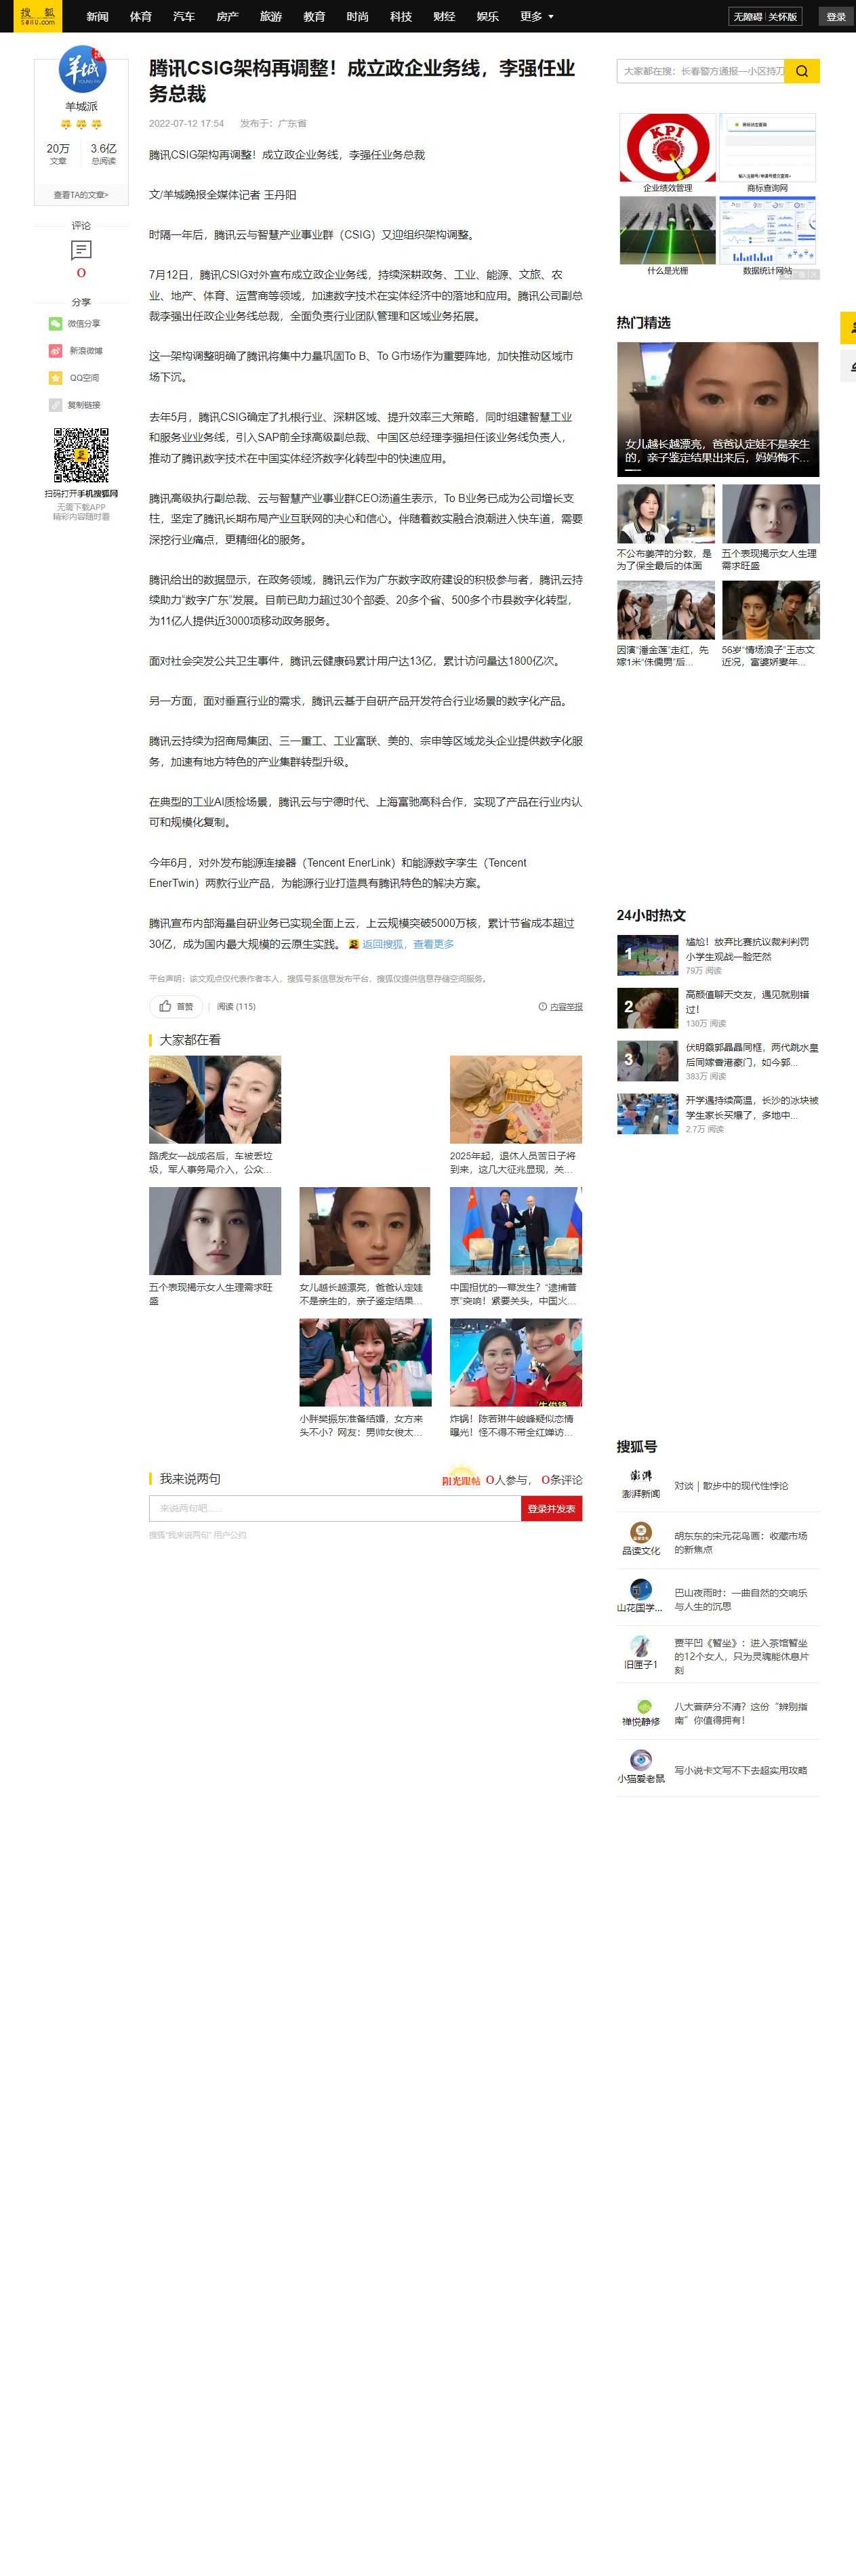 搜 狐
sohu.com
新闻 体育 汽车 房产 旅游 教育 时尚 科技 财经 娱乐 更多
无障碍 关怀版
登录
羊城
羊城派
20万 3.6亿
文章 总阅读
查看TA的文章>
评论
0
分享
微信分享
新浪微博
QQ空间
复制链接
扫码打开手机搜狐网
无需下载APP
精彩内容随时看
腾讯CSIG架构再调整！成立政企业务线，李强任业
务总裁
2022-07-12 17:54 发布于：广东省
腾讯CSIG架构再调整！成立政企业务线，李强任业务总裁
文/羊城晚报全媒体记者 王丹阳
时隔一年后，腾讯云与智慧产业事业群（CSIG）又迎组织架构调整。
7月12日，腾讯CSIG对外宣布成立政企业务线，持续深耕政务、工业、能源、文旅、农
业、地产、体育、运营商等领域，加速数字技术在实体经济中的落地和应用。腾讯公司副总
裁李强出任政企业务线总裁，全面负责行业团队管理和区域业务拓展。
这一架构调整明确了腾讯将集中力量巩固To B、To G市场作为重要阵地，加快推动区域市
场下沉。
去年5月，腾讯CSIG确定了扎根行业、深耕区域、提升效率三大策略，同时组建智慧工业
和服务业业务线，引入SAP前全球高级副总裁、中国区总经理李强担任该业务线负责人，
推动了腾讯数字技术在中国实体经济数字化转型中的快速应用。
腾讯高级执行副总裁、云与智慧产业事业群CEO汤道生表示，To B业务已成为公司增长支
柱，坚定了腾讯长期布局产业互联网的决心和信心。伴随着数实融合浪潮进入快车道，需要
深挖行业痛点，更精细化的服务。
腾讯给出的数据显示，在政务领域，腾讯云作为广东数字政府建设的积极参与者，腾讯云持
续助力“数字广东”发展。目前已助力超过30个部委、20多个省、500多个市县数字化转型，
为11亿人提供近3000项移动政务服务。
面对社会突发公共卫生事件，腾讯云健康码累计用户达13亿，累计访问量达1800亿次。
另一方面，面对垂直行业的需求，腾讯云基于自研产品开发符合行业场景的数字化产品。
腾讯云持续为招商局集团、三一重工、工业富联、美的、宗申等区域龙头企业提供数字化服
务，加速有地方特色的产业集群转型升级。
在典型的工业AI质检场景，腾讯云与宁德时代、上海富驰高科合作，实现了产品在行业内认
可和规模化复制。
今年6月，对外发布能源连接器（Tencent EnerLink）和能源数字孪生（Tencent
EnerTwin）两款行业产品，为能源行业打造具有腾讯特色的解决方案。
腾讯宣布内部海量自研业务已实现全面上云，上云规模突破5000万核，累计节省成本超过
30亿，成为国内最大规模的云原生实践。 返回搜狐，查看更多
平台声明：该文观点仅代表作者本人，搜狐号系信息发布平台，搜狐仅提供信息存储空间服务。
首赞 阅读 (115) 内容举报
大家都在看
路虎女一战成名后，车被丢垃
圾，军人事务局介入，公众...
2025年起，退休人员苦日子将
到来，这几大征兆显现，关...
五个表现揭示女人生理需求旺
盛
女儿越长越漂亮，爸爸认定娃
不是亲生的，亲子鉴定结果...
中国担忧的一幕发生？“逮捕普
京”突响！紧要关头，中国火...
小胖樊振东准备结婚，女方来
头不小？网友：男帅女俊太...
炸锅！陈若琳牛峻峰疑似恋情
曝光！怪不得不带全红婵访...
我来说两句
阳光跟帖 0人参与， 0条评论
来说两句吧......
登录并发表
搜狐“我来说两句” 用户公约
大家都在搜：长春警方通报一小区持刀
KPI
企业绩效管理
商标查询网
什么是光栅
数据统计网站
热门精选
女儿越长越漂亮，爸爸认定娃不是亲生
的，亲子鉴定结果出来后，妈妈悔不...
不公布姜萍的分数，是
为了保全最后的体面
五个表现揭示女人生理
需求旺盛
因演“潘金莲”走红，先
嫁1米“侏儒男”后...
56岁“情场浪子”王志文
近况，富婆娇妻年...
24小时热文
1
尴尬！放弃比赛抗议裁判判罚
小学生观战一脸茫然
79万 阅读
2
高颜值聊天交友，遇见就别错
过！
130万 阅读
3
伏明霞郭晶晶同框，两代跳水皇
后同嫁香港豪门，如今郭...
383万 阅读
开学遇持续高温，长沙的冰块被
学生家长买爆了，多地中...
2.7万 阅读
搜狐号
澎湃
澎湃新闻
对谈｜散步中的现代性悖论
品读文化
胡东东的宋元花鸟画：收藏市场
的新焦点
山花国学...
巴山夜雨时：一曲自然的交响乐
与人生的沉思
旧匣子1
贾平凹《暂坐》：进入茶馆暂坐
的12个女人，只为灵魂能休息片
刻
禅悦静修
八大菩萨分不清？这份“辨别指
南”你值得拥有！
小猫爱老鼠
写小说卡文写不下去超实用攻略